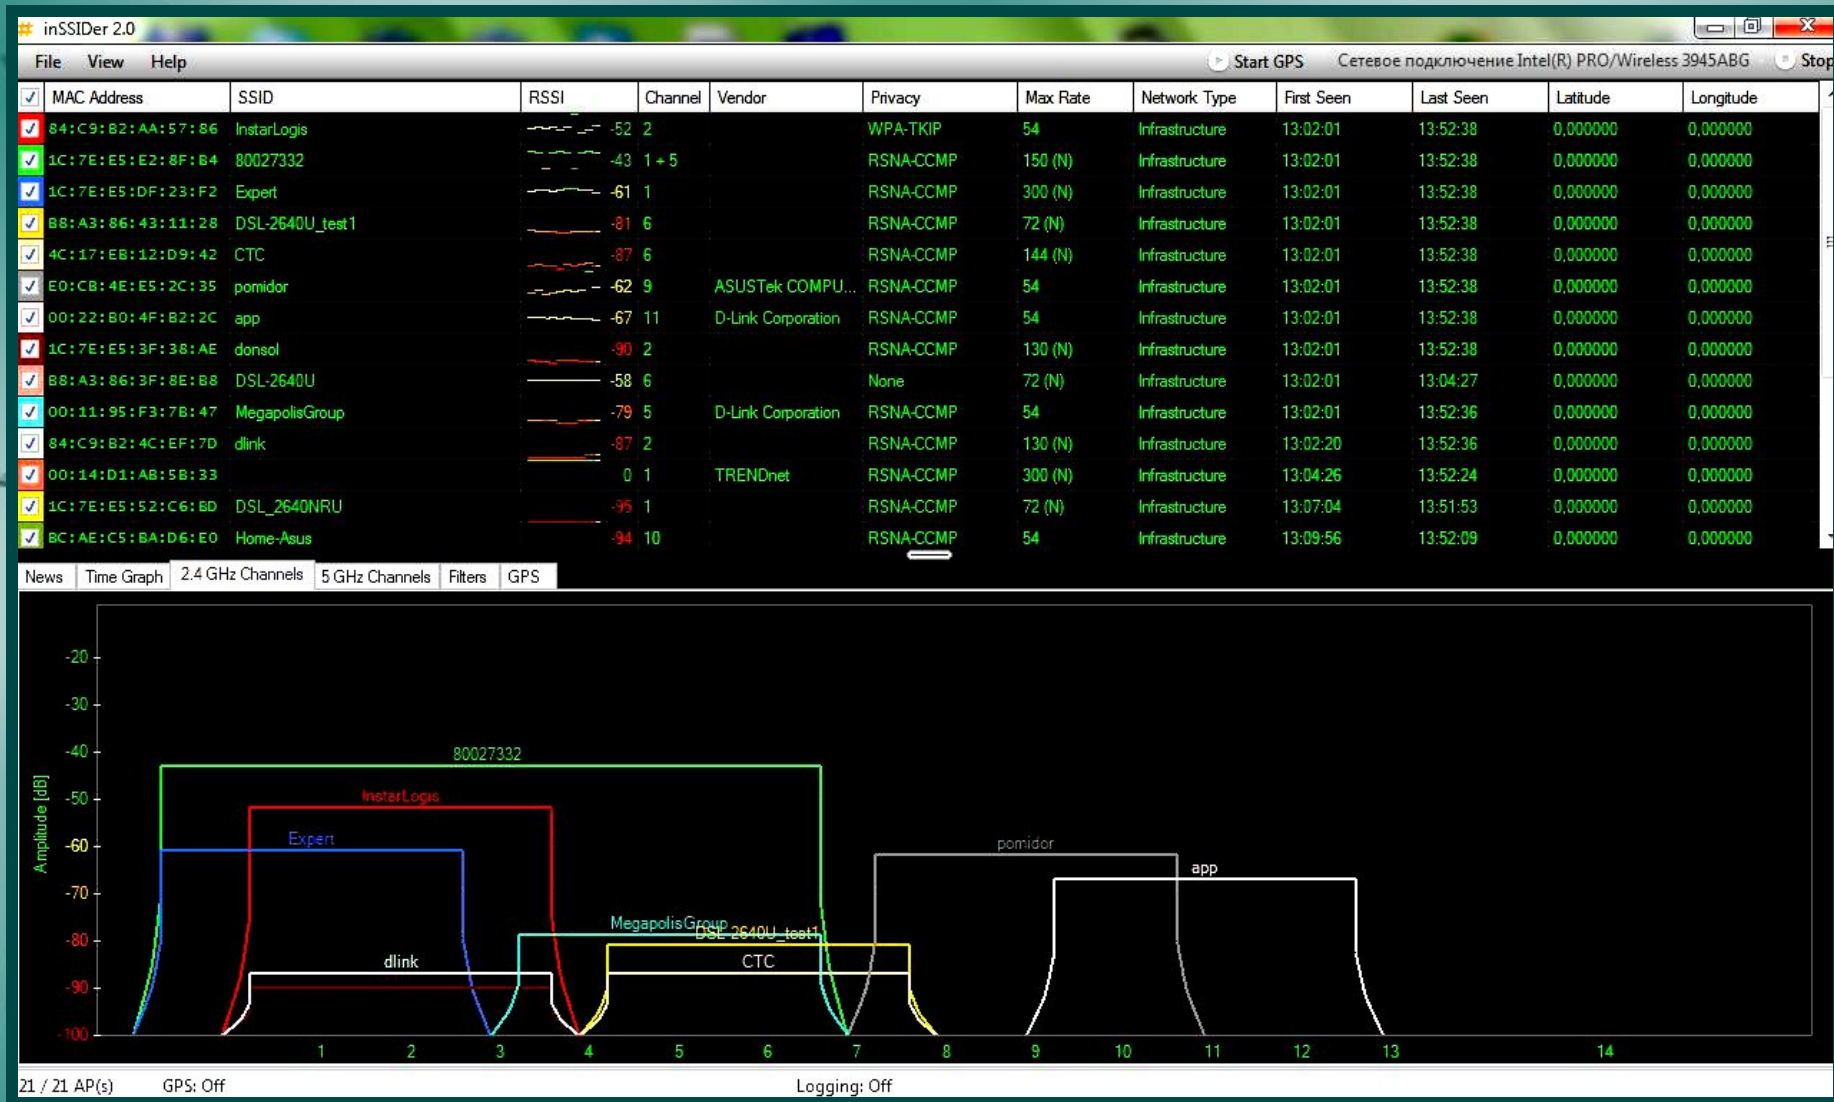 inSSIDer 2.0
File View Help Start GPS Сетевое подключение Intel(R) PRO/Wireless 3945ABG Stop
MAC Address SSID RSSI Channel Vendor Privacy Max Rate Network Type First Seen Last Seen Latitude Longitude
84:C9:B2:AA:57:86 InstarLogis -52 2 WPA-TKIP 54 Infrastructure 13:02:01 13:52:38 0,000000 0,000000
1C:7E:E5:E2:8F:B4 80027332 -43 1 + 5 RSNA-CCMP 150 (N) Infrastructure 13:02:01 13:52:38 0,000000 0,000000
1C:7E:E5:DF:23:F2 Expert -61 1 RSNA-CCMP 300 (N) Infrastructure 13:02:01 13:52:38 0,000000 0,000000
B8:A3:86:43:11:28 DSL-2640U_test1 -81 6 RSNA-CCMP 72 (N) Infrastructure 13:02:01 13:52:38 0,000000 0,000000
4C:17:EB:12:D9:42 CTC -87 6 RSNA-CCMP 144 (N) Infrastructure 13:02:01 13:52:38 0,000000 0,000000
E0:CB:4E:E5:2C:35 pomidor -62 9 ASUSTek COMPU... RSNA-CCMP 54 Infrastructure 13:02:01 13:52:38 0,000000 0,000000
00:22:B0:4F:B2:2C app -67 11 D-Link Corporation RSNA-CCMP 54 Infrastructure 13:02:01 13:52:38 0,000000 0,000000
1C:7E:E5:3F:38:AE donsol -90 2 RSNA-CCMP 130 (N) Infrastructure 13:02:01 13:52:38 0,000000 0,000000
B8:A3:86:3F:8E:B8 DSL-2640U -58 6 None 72 (N) Infrastructure 13:02:01 13:04:27 0,000000 0,000000
00:11:95:F3:7B:47 MegapolisGroup -79 5 D-Link Corporation RSNA-CCMP 54 Infrastructure 13:02:01 13:52:36 0,000000 0,000000
84:C9:B2:4C:EF:7D dlink -87 2 RSNA-CCMP 130 (N) Infrastructure 13:02:20 13:52:36 0,000000 0,000000
00:14:D1:AB:5B:33 0 1 TRENDnet RSNA-CCMP 300 (N) Infrastructure 13:04:26 13:52:24 0,000000 0,000000
1C:7E:E5:52:C6:BD DSL_2640NRU -95 1 RSNA-CCMP 72 (N) Infrastructure 13:07:04 13:51:53 0,000000 0,000000
BC:AE:C5:BA:D6:E0 Home-Asus -94 10 RSNA-CCMP 54 Infrastructure 13:09:56 13:52:09 0,000000 0,000000
News Time Graph 2.4 GHz Channels 5 GHz Channels Filters GPS
Amplitude [dB]
-20
-30
-40
-50
-60
-70
-80
-90
-100
80027332
InstarLogis
Expert
pomidor
app
MegapolisGroup
DSL-2640U_test1
dlink
CTC
1 2 3 4 5 6 7 8 9 10 11 12 13 14
21 / 21 AP(s) GPS: Off Logging: Off